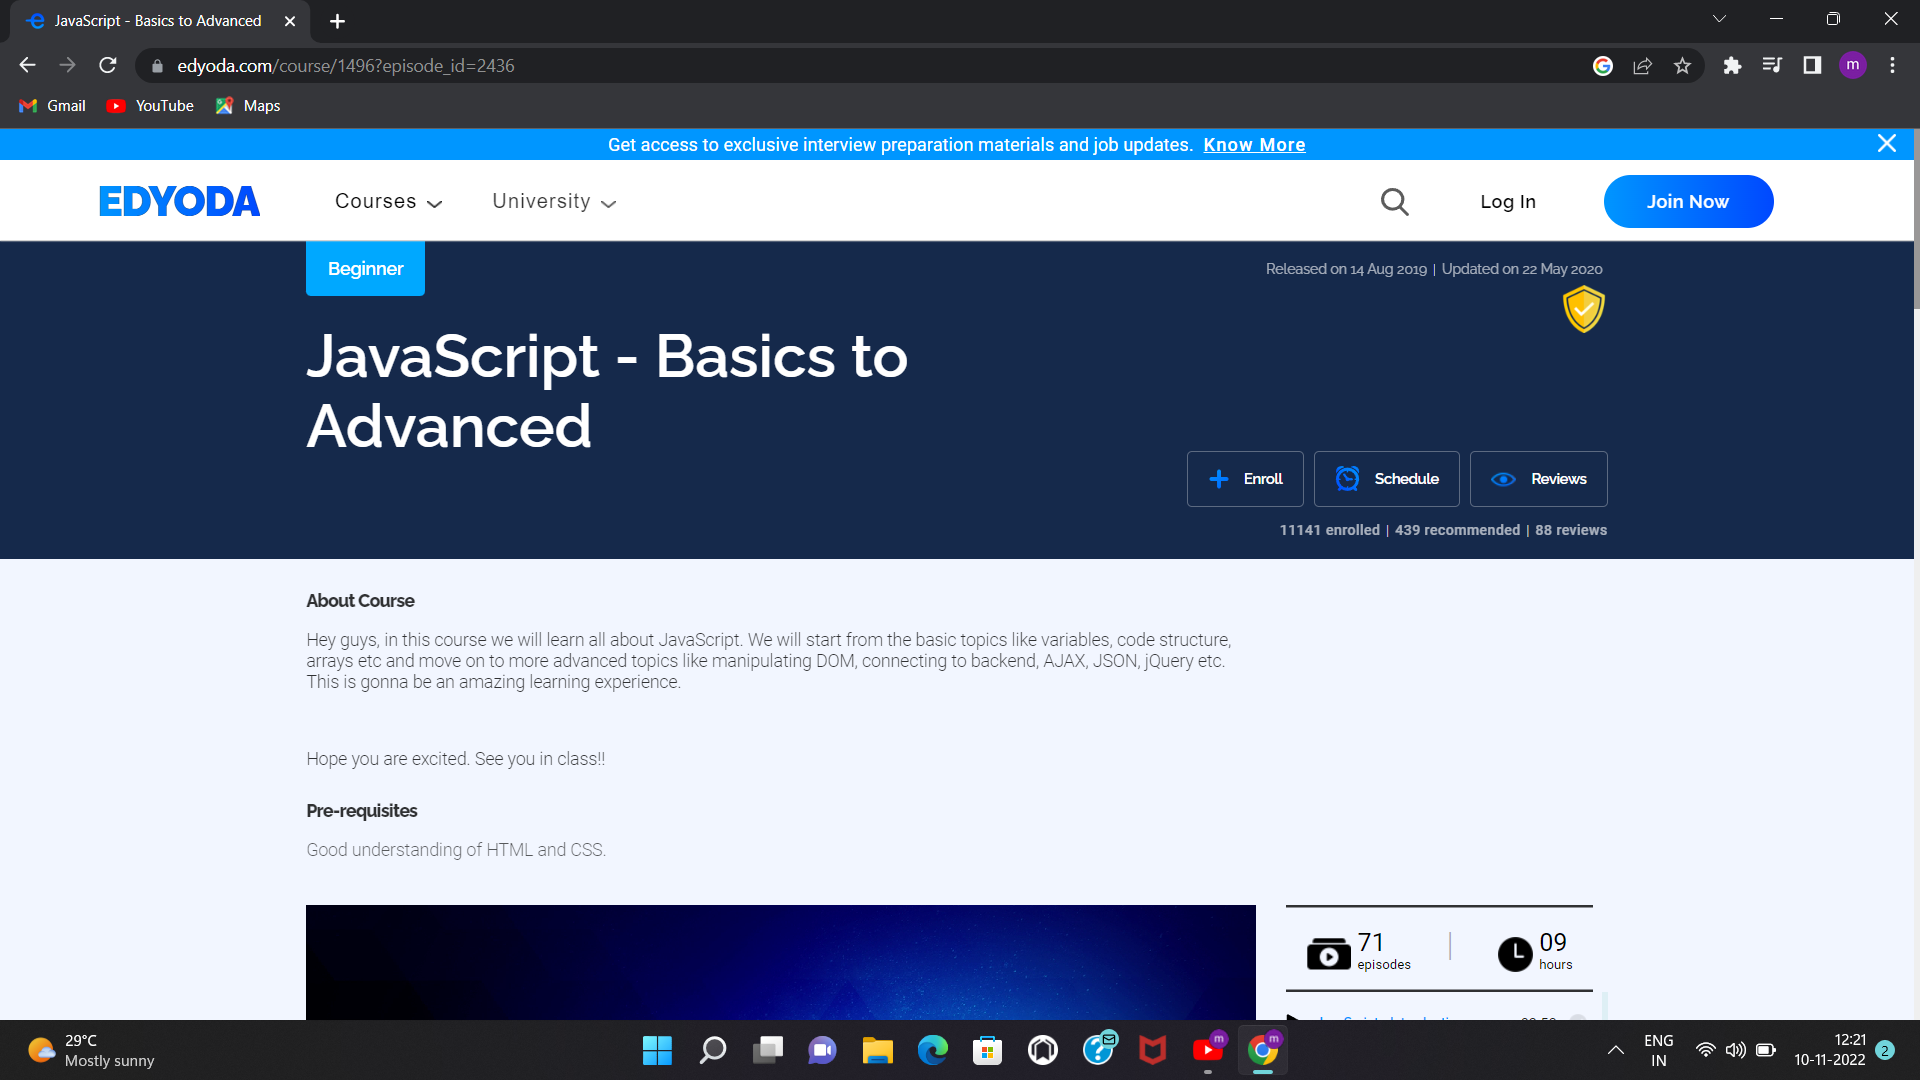 JavaScript - Basics to Advanced
edyoda.com/course/1496?episode_id=2436
m
Gmail
YouTube
Maps
Get access to exclusive interview preparation materials and job updates. Know More
EDYODA
Courses
University
Log In
Join Now
Beginner
Released on 14 Aug 2019 | Updated on 22 May 2020
JavaScript - Basics to
Advanced
Enroll
Schedule
Reviews
11141 enrolled | 439 recommended | 88 reviews
About Course
Hey guys, in this course we will learn all about JavaScript. We will start from the basic topics like variables, code structure,
arrays etc and move on to more advanced topics like manipulating DOM, connecting to backend, AJAX, JSON, jQuery etc.
This is gonna be an amazing learning experience.
Hope you are excited. See you in class!!
Pre-requisites
Good understanding of HTML and CSS.
71
episodes
09
hours
29°C
Mostly sunny
m
m
ENG
IN
12:21
10-11-2022
2